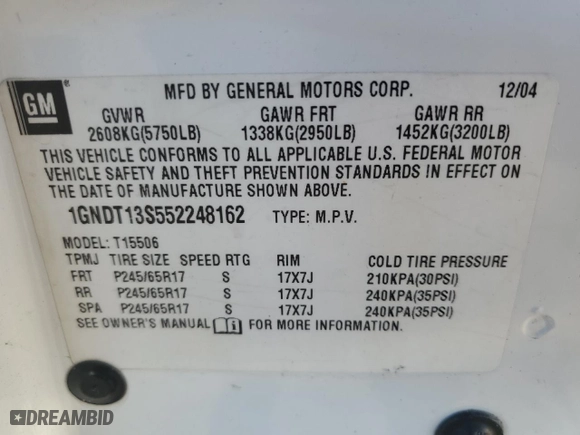 GM
MFD BY GENERAL MOTORS CORP. 12/04
GVWR GAWR FRT GAWR RR
2608KG(5750LB) 1338KG(2950LB) 1452KG(3200LB)
THIS VEHICLE CONFORMS TO ALL APPLICABLE U.S. FEDERAL MOTOR
VEHICLE SAFETY AND THEFT PREVENTION STANDARDS IN EFFECT ON
THE DATE OF MANUFACTURE SHOWN ABOVE.
1GNDT13S552248162 TYPE: M.P.V.
MODEL: T15506
TPMJ TIRE SIZE SPEED RTG RIM COLD TIRE PRESSURE
FRT P245/65R17 S 17X7J 210KPA(30PSI)
RR P245/65R17 S 17X7J 240KPA(35PSI)
SPA P245/65R17 S 17X7J 240KPA(35PSI)
SEE OWNER'S MANUAL FOR MORE INFORMATION.
DREAMBID